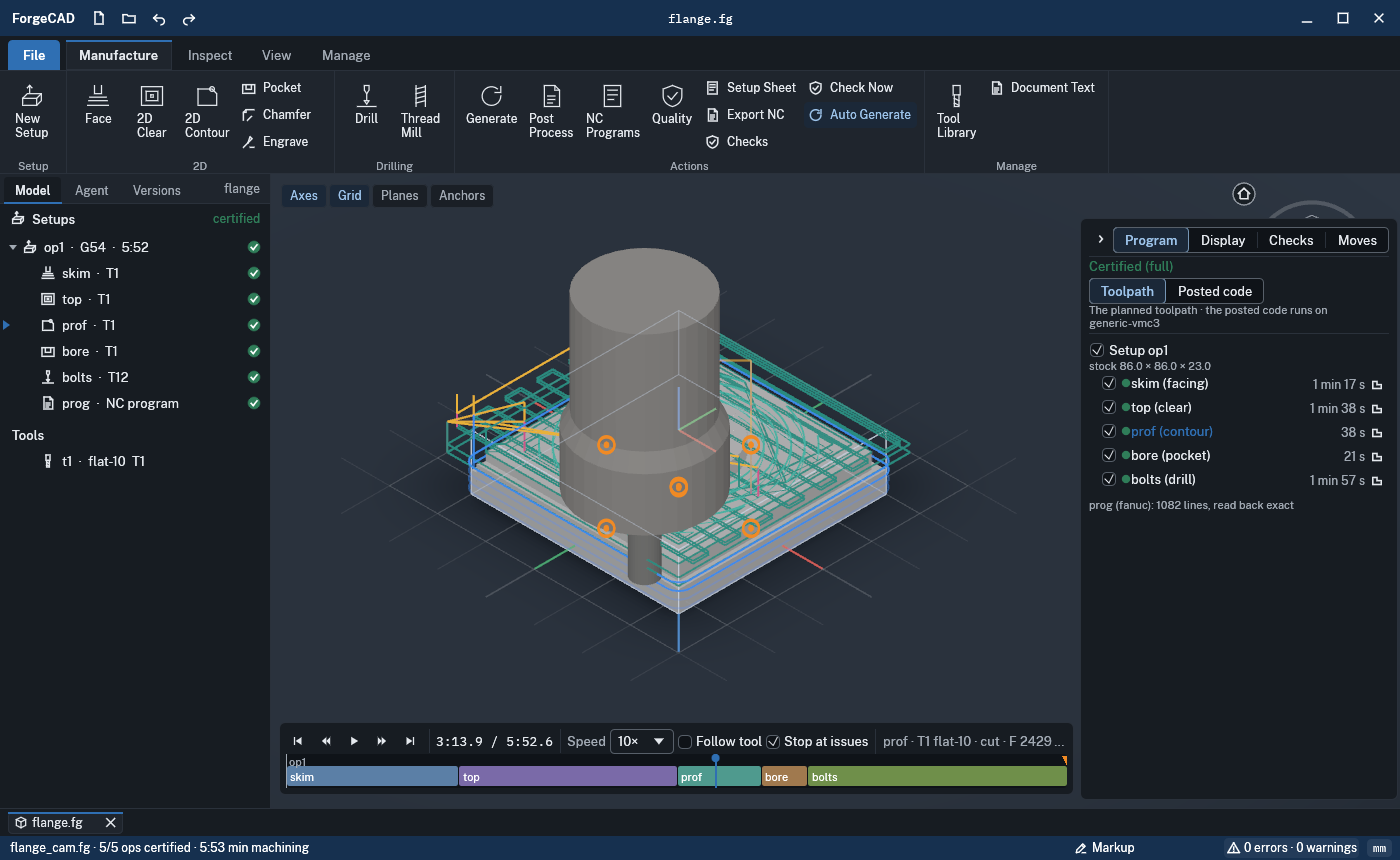 ForgeCAD
flange.fg
File
Manufacture
Inspect
View
Manage
New Setup
Face
2D Clear
2D Contour
Pocket
Chamfer
Engrave
Drill
Thread Mill
Generate
Post Process
NC Programs
Quality
Setup Sheet
Export NC
Checks
Check Now
Auto Generate
Tool Library
Document Text
Setup
2D
Drilling
Actions
Manage
Model
Agent
Versions
flange
Setups
certified
op1 · G54 · 5:52
skim · T1
top · T1
prof · T1
bore · T1
bolts · T12
prog · NC program
Tools
t1 · flat-10 T1
Axes
Grid
Planes
Anchors
Program
Display
Checks
Moves
Certified (full)
Toolpath
Posted code
The planned toolpath · the posted code runs on
generic-vmc3
Setup op1
stock 86.0 × 86.0 × 23.0
skim (facing) 1 min 17 s
top (clear) 1 min 38 s
prof (contour) 38 s
bore (pocket) 21 s
bolts (drill) 1 min 57 s
prog (fanuc): 1082 lines, read back exact
3:13.9 / 5:52.6
Speed
10×
Follow tool
Stop at issues
prof · T1 flat-10 · cut · F 2429 ...
op1
skim
top
prof
bore
bolts
flange.fg
flange_cam.fg · 5/5 ops certified · 5:53 min machining
Markup
0 errors · 0 warnings
mm